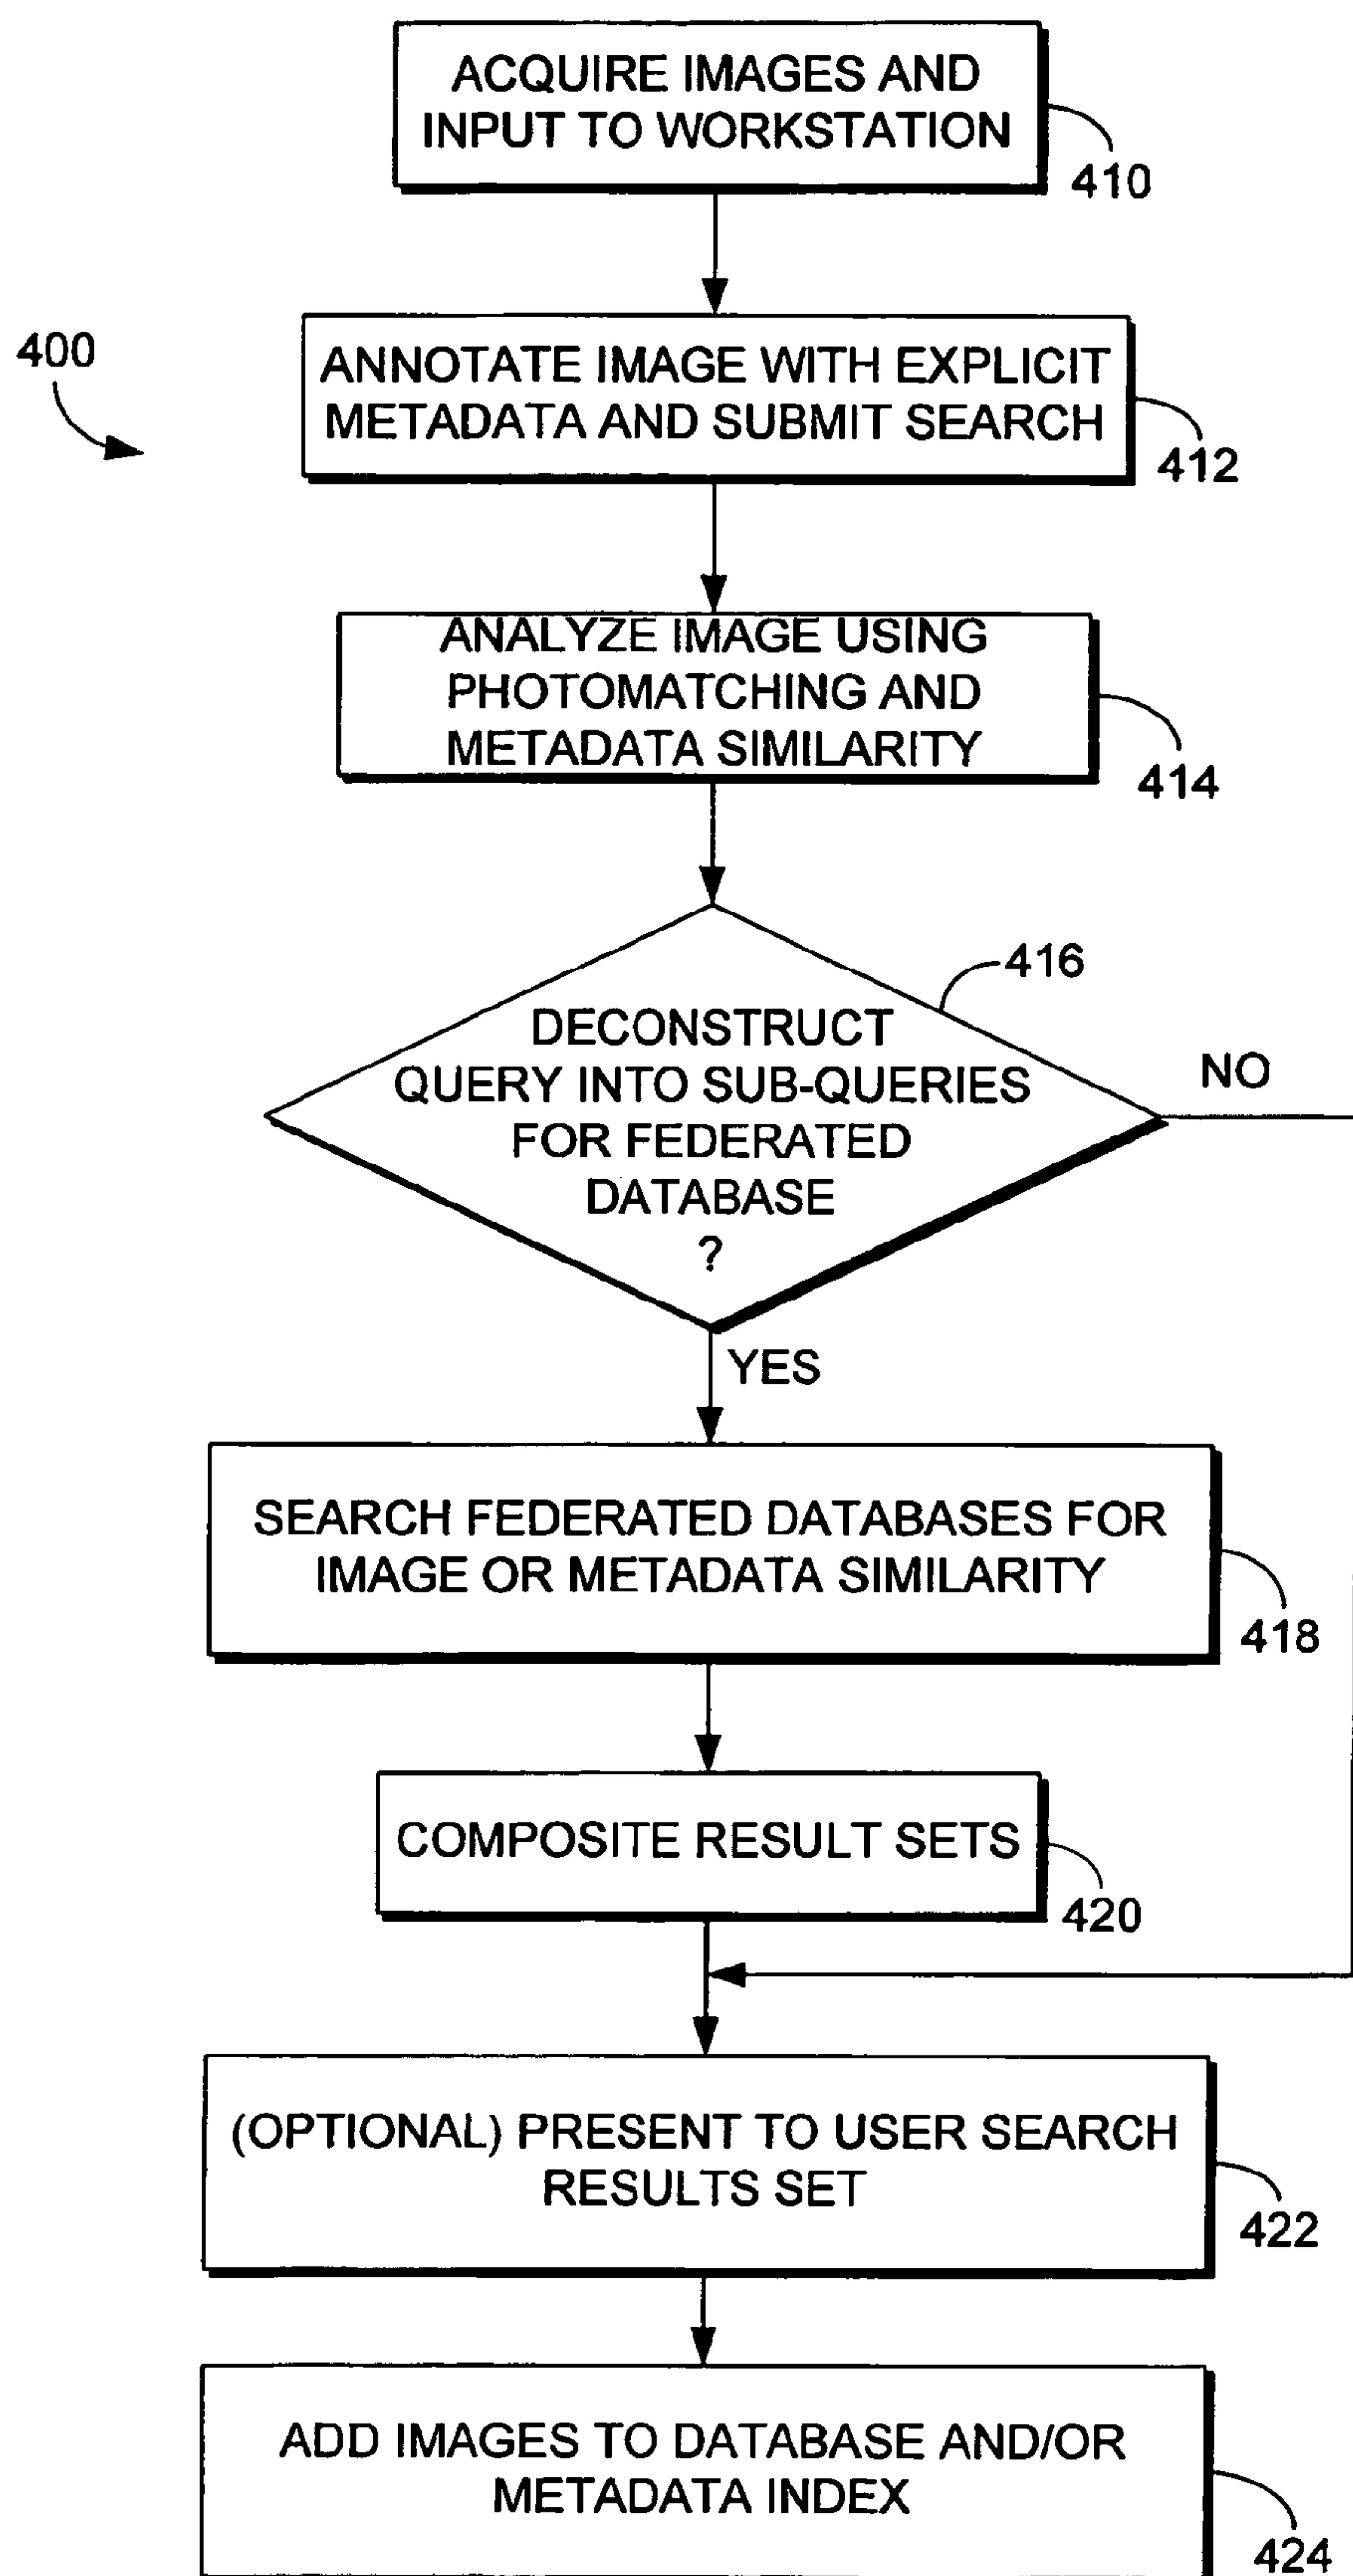 ACQUIRE IMAGES AND
INPUT TO WORKSTATION
410
400
ANNOTATE IMAGE WITH EXPLICIT
METADATA AND SUBMIT SEARCH
412
ANALYZE IMAGE USING
PHOTOMATCHING AND
METADATA SIMILARITY
414
416
DECONSTRUCT
QUERY INTO SUB-QUERIES
FOR FEDERATED
DATABASE
?
NO
YES
SEARCH FEDERATED DATABASES FOR
IMAGE OR METADATA SIMILARITY
418
COMPOSITE RESULT SETS
420
(OPTIONAL) PRESENT TO USER SEARCH
RESULTS SET
422
ADD IMAGES TO DATABASE AND/OR
METADATA INDEX
424